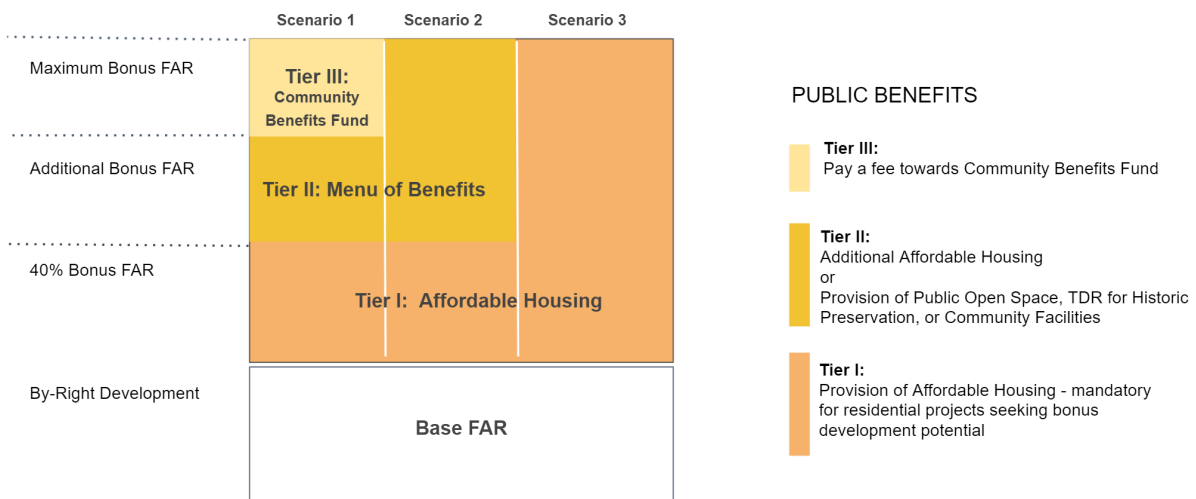 Scenario 1
Scenario 2
Scenario 3
Maximum Bonus FAR
Additional Bonus FAR
40% Bonus FAR
By-Right Development
Tier III:
Community
Benefits Fund
Tier II: Menu of Benefits
Tier I:  Affordable Housing
Base FAR
PUBLIC BENEFITS
Tier III:
Pay a fee towards Community Benefits Fund
Tier II:
Additional Affordable Housing
or
Provision of Public Open Space, TDR for Historic
Preservation, or Community Facilities
Tier I:
Provision of Affordable Housing - mandatory
for residential projects seeking bonus
development potential